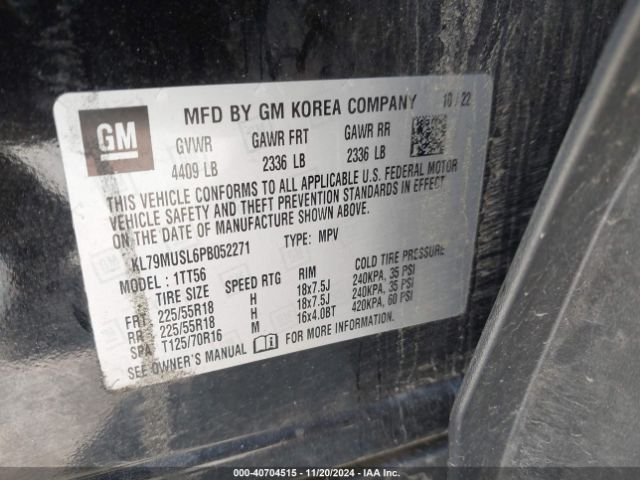 GM
MFD BY GM KOREA COMPANY 10 / 22
GVWR GAWR FRT GAWR RR
4409 LB 2336 LB 2336 LB
THIS VEHICLE CONFORMS TO ALL APPLICABLE U.S. FEDERAL MOTOR
VEHICLE SAFETY AND THEFT PREVENTION STANDARDS IN EFFECT
ON THE DATE OF MANUFACTURE SHOWN ABOVE.
KL79MUSL6PB052271 TYPE: MPV
MODEL: 1TT56
TIRE SIZE SPEED RTG RIM COLD TIRE PRESSURE
FRT 225/55R18 H 18x7.5J 240KPA, 35 PSI
RR 225/55R18 H 18x7.5J 240KPA, 35 PSI
SPA T125/70R16 M 16x4.08T 420KPA, 60 PSI
SEE OWNER'S MANUAL FOR MORE INFORMATION.
000-40704515 - 11/20/2024 - IAA Inc.